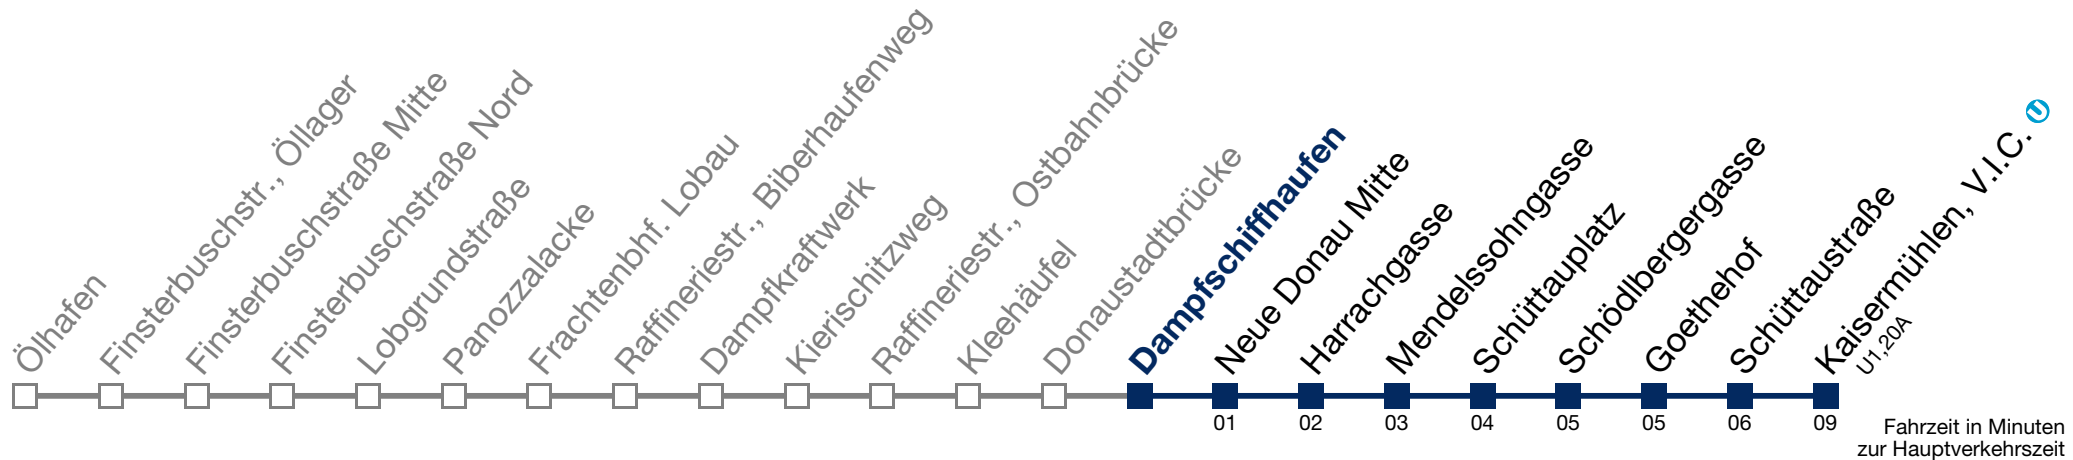 Ölhafen
Finsterbuschstr., Öllager
Finsterbuschstraße Mitte
Finsterbuschstraße Nord
Lobgrundstraße
Panozzalacke
Frachtenbhf. Lobau
Raffineriestr., Biberhaufenweg
Dampfkraftwerk
Kierischitzweg
Raffineriestr., Ostbahnbrücke
Kleehäufel
Donaustadtbrücke
Dampfschiffhaufen
Neue Donau Mitte
Harrachgasse
Mendelssohngasse
Schüttauplatz
Schödlbergergasse
Goethehof
Schüttaustraße
Kaisermühlen, V.I.C. U
U1,20A
01 02 03 04 05 05 06 09
Fahrzeit in Minuten
zur Hauptverkehrszeit